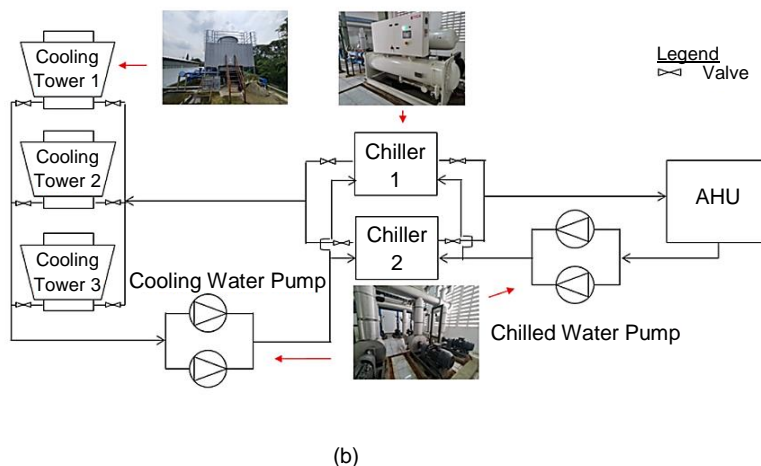 Cooling
Tower 1
Legend
Valve
Cooling
Tower 2
Chiller
1
AHU
Chiller
2
Cooling
Tower 3
Cooling Water Pump
Chilled Water Pump
(b)